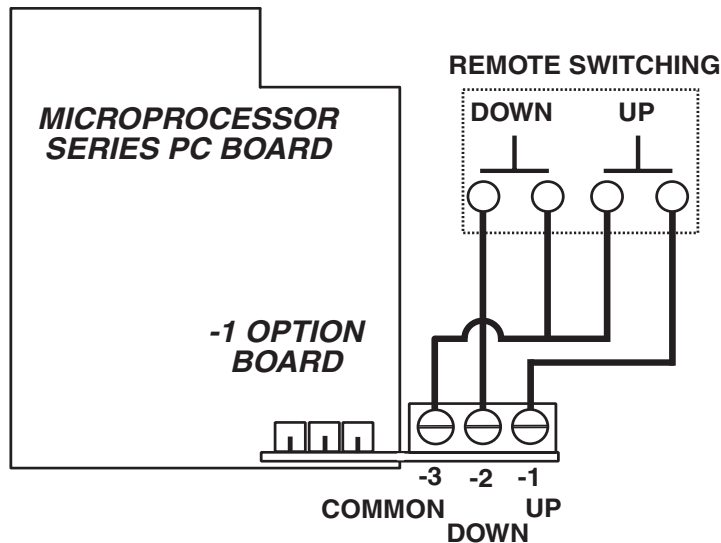 REMOTE SWITCHING
DOWN UP
MICROPROCESSOR
SERIES PC BOARD
-1 OPTION
BOARD
-3 -2 -1
COMMON UP
DOWN